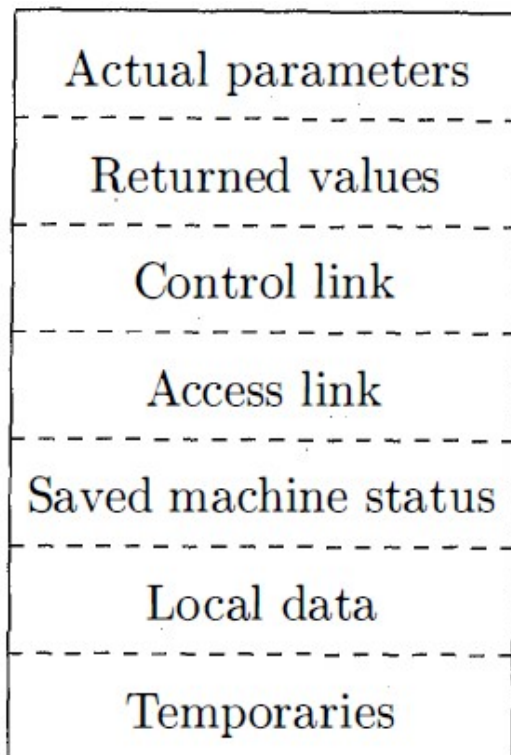 Actual parameters
Returned values
Control link
Access link
Saved machine status
Local data
Temporaries